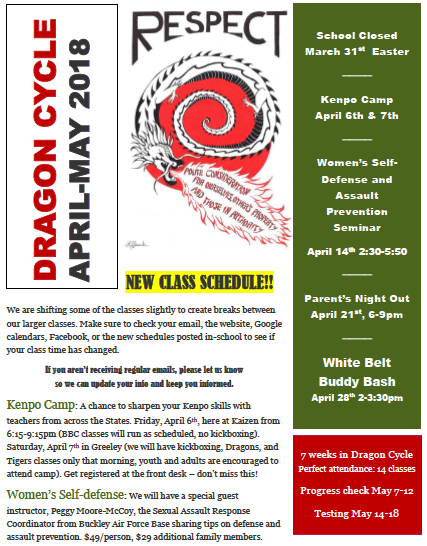 DRAGON CYCLE
APRIL-MAY 2018
RESPECT
POLITE CONSIDERATION
FOR OURSELVES, OTHERS, PROPERTY
AND THOSE IN AUTHORITY
NEW CLASS SCHEDULE!!
We are shifting some of the classes slightly to create breaks between
our larger classes. Make sure to check your email, the website, Google
calendars, Facebook, or the new schedules posted in-school to see if
your class time has changed.
If you aren't receiving regular emails, please let us know
so we can update your info and keep you informed.
Kenpo Camp: A chance to sharpen your Kenpo skills with
teachers from across the States. Friday, April 6th, here at Kaizen from
6:15-9:15pm (BBC classes will run as scheduled, no kickboxing).
Saturday, April 7th in Greeley (we will have kickboxing, Dragons, and
Tigers classes only that morning, youth and adults are encouraged to
attend camp). Get registered at the front desk – don't miss this!
Women's Self-defense: We will have a special guest
instructor, Peggy Moore-McCoy, the Sexual Assault Response
Coordinator from Buckley Air Force Base sharing tips on defense and
assault prevention. $49/person, $29 additional family members.
School Closed
March 31st Easter
Kenpo Camp
April 6th & 7th
Women's Self-
Defense and
Assault
Prevention
Seminar
April 14th 2:30-5:50
Parent's Night Out
April 21st, 6-9pm
White Belt
Buddy Bash
April 28th 2-3:30pm
7 weeks in Dragon Cycle
Perfect attendance: 14 classes
Progress check May 7-12
Testing May 14-18